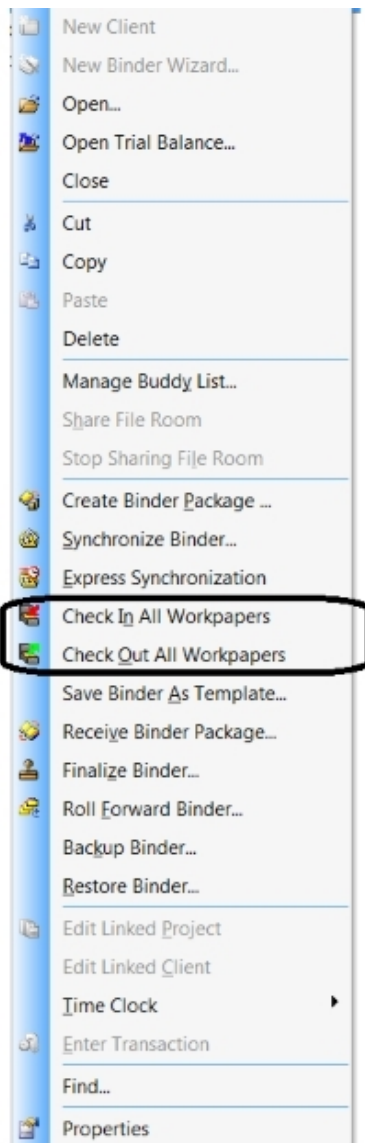 New Client
New Binder Wizard...
Open...
Open Trial Balance...
Close
Cut
Copy
Paste
Delete
Manage Buddy List...
Share File Room
Stop Sharing File Room
Create Binder Package ...
Synchronize Binder...
Express Synchronization
Check In All Workpapers
Check Out All Workpapers
Save Binder As Template...
Receive Binder Package...
Finalize Binder...
Roll Forward Binder...
Backup Binder...
Restore Binder...
Edit Linked Project
Edit Linked Client
Time Clock
Enter Transaction
Find...
Properties